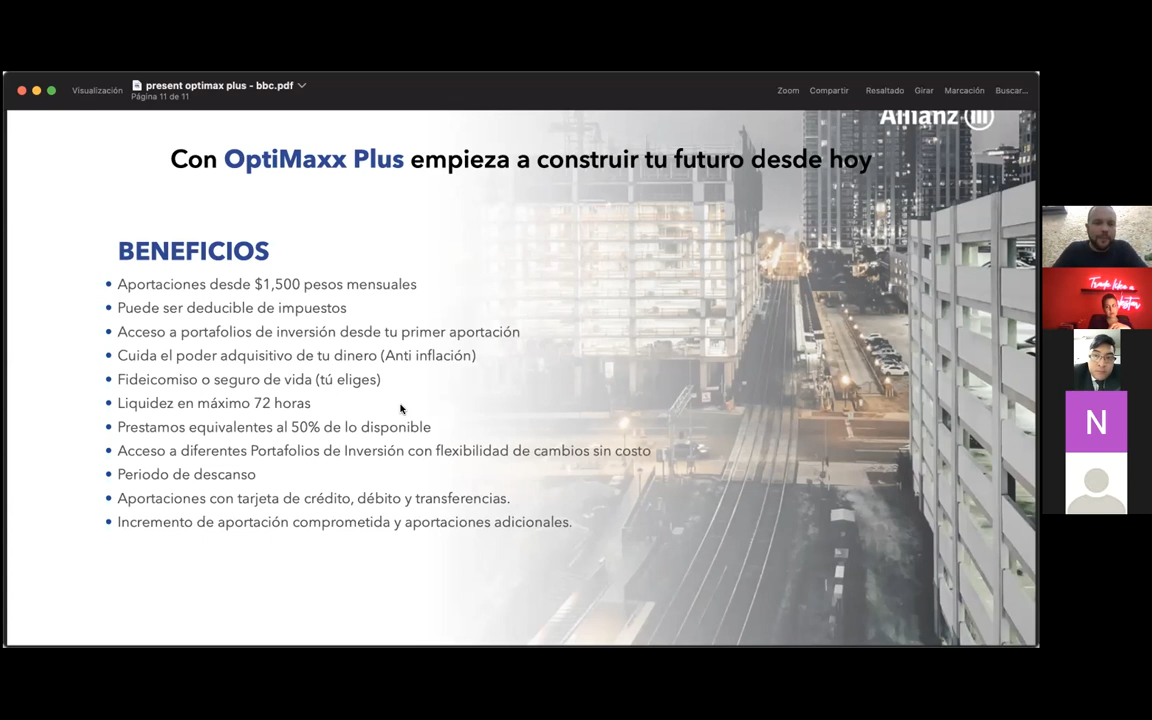 present optimax plus - bbc.pdf
Visualización
Página 11 de 11
Zoom Compartir Resaltado Girar Marcación Buscar...
Allianz
Con OptiMaxx Plus empieza a construir tu futuro desde hoy
BENEFICIOS
• Aportaciones desde $1,500 pesos mensuales
• Puede ser deducible de impuestos
• Acceso a portafolios de inversión desde tu primer aportación
• Cuida el poder adquisitivo de tu dinero (Anti inflación)
• Fideicomiso o seguro de vida (tú eliges)
• Liquidez en máximo 72 horas
• Prestamos equivalentes al 50% de lo disponible
• Acceso a diferentes Portafolios de Inversión con flexibilidad de cambios sin costo
• Periodo de descanso
• Aportaciones con tarjeta de crédito, débito y transferencias.
• Incremento de aportación comprometida y aportaciones adicionales.
Trade like a
N